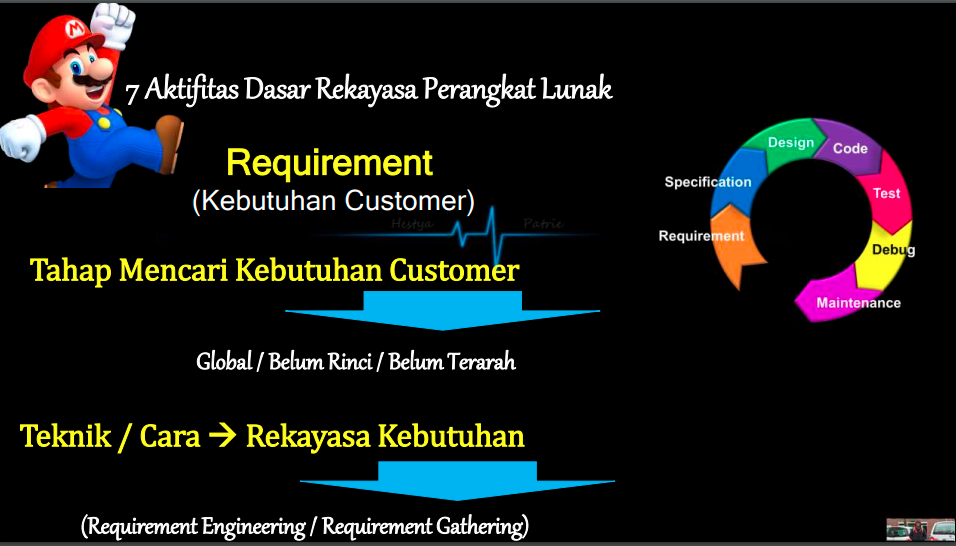 7 Aktifitas Dasar Rekayasa Perangkat Lunak
Requirement
(Kebutuhan Customer)
Hestya Patrie
Tahap Mencari Kebutuhan Customer
Global / Belum Rinci / Belum Terarah
Teknik / Cara → Rekayasa Kebutuhan
(Requirement Engineering / Requirement Gathering)
Design
Code
Specification
Test
Requirement
Debug
Maintenance
M